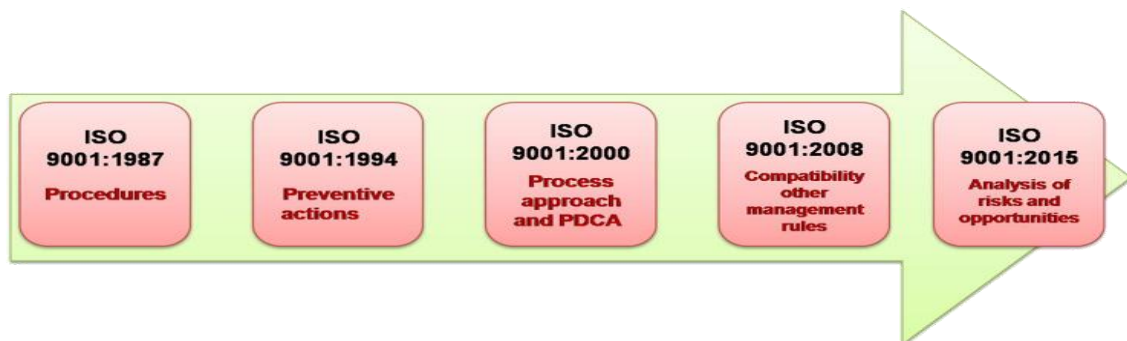 ISO
9001:1987
Procedures
ISO
9001:1994
Preventive
actions
ISO
9001:2000
Process
approach
and PDCA
ISO
9001:2008
Compatibility
other
management
rules
ISO
9001:2015
Analysis of
risks and
opportunities